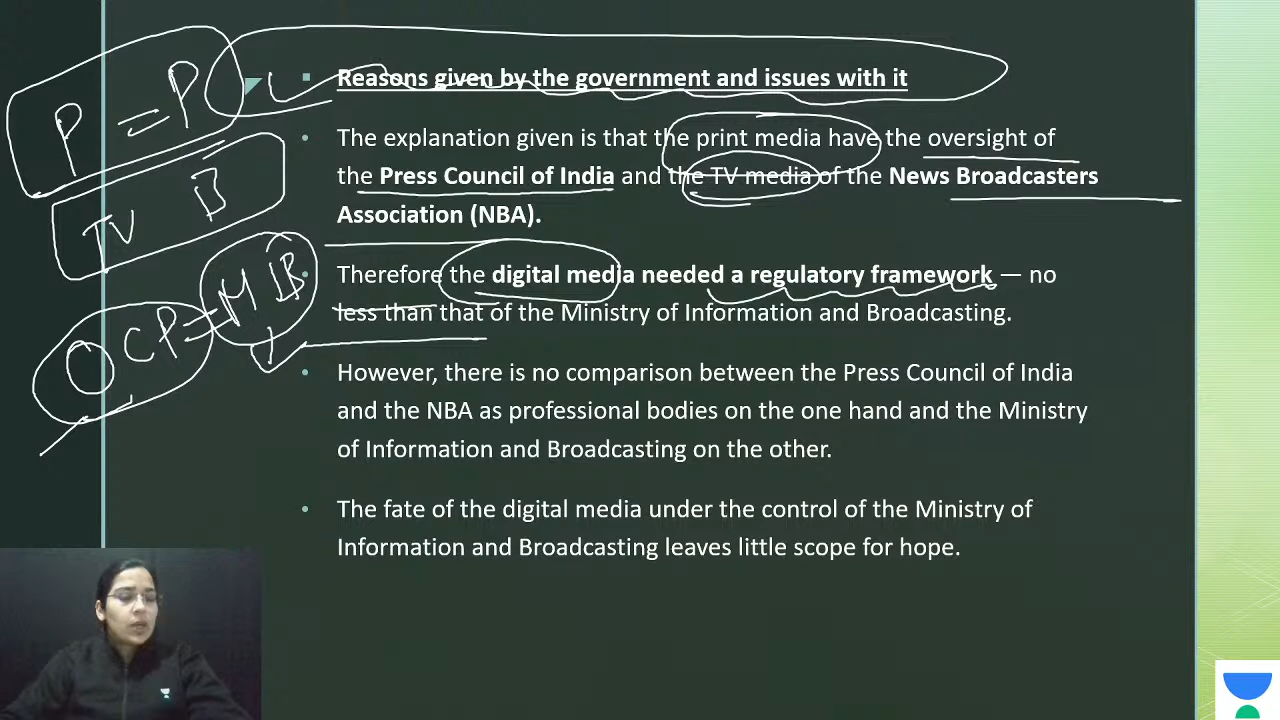 P = P
TV B
OCP = MIB
Reasons given by the government and issues with it
The explanation given is that the print media have the oversight of
the Press Council of India and the TV media of the News Broadcasters
Association (NBA).
Therefore the digital media needed a regulatory framework — no
less than that of the Ministry of Information and Broadcasting.
However, there is no comparison between the Press Council of India
and the NBA as professional bodies on the one hand and the Ministry
of Information and Broadcasting on the other.
The fate of the digital media under the control of the Ministry of
Information and Broadcasting leaves little scope for hope.